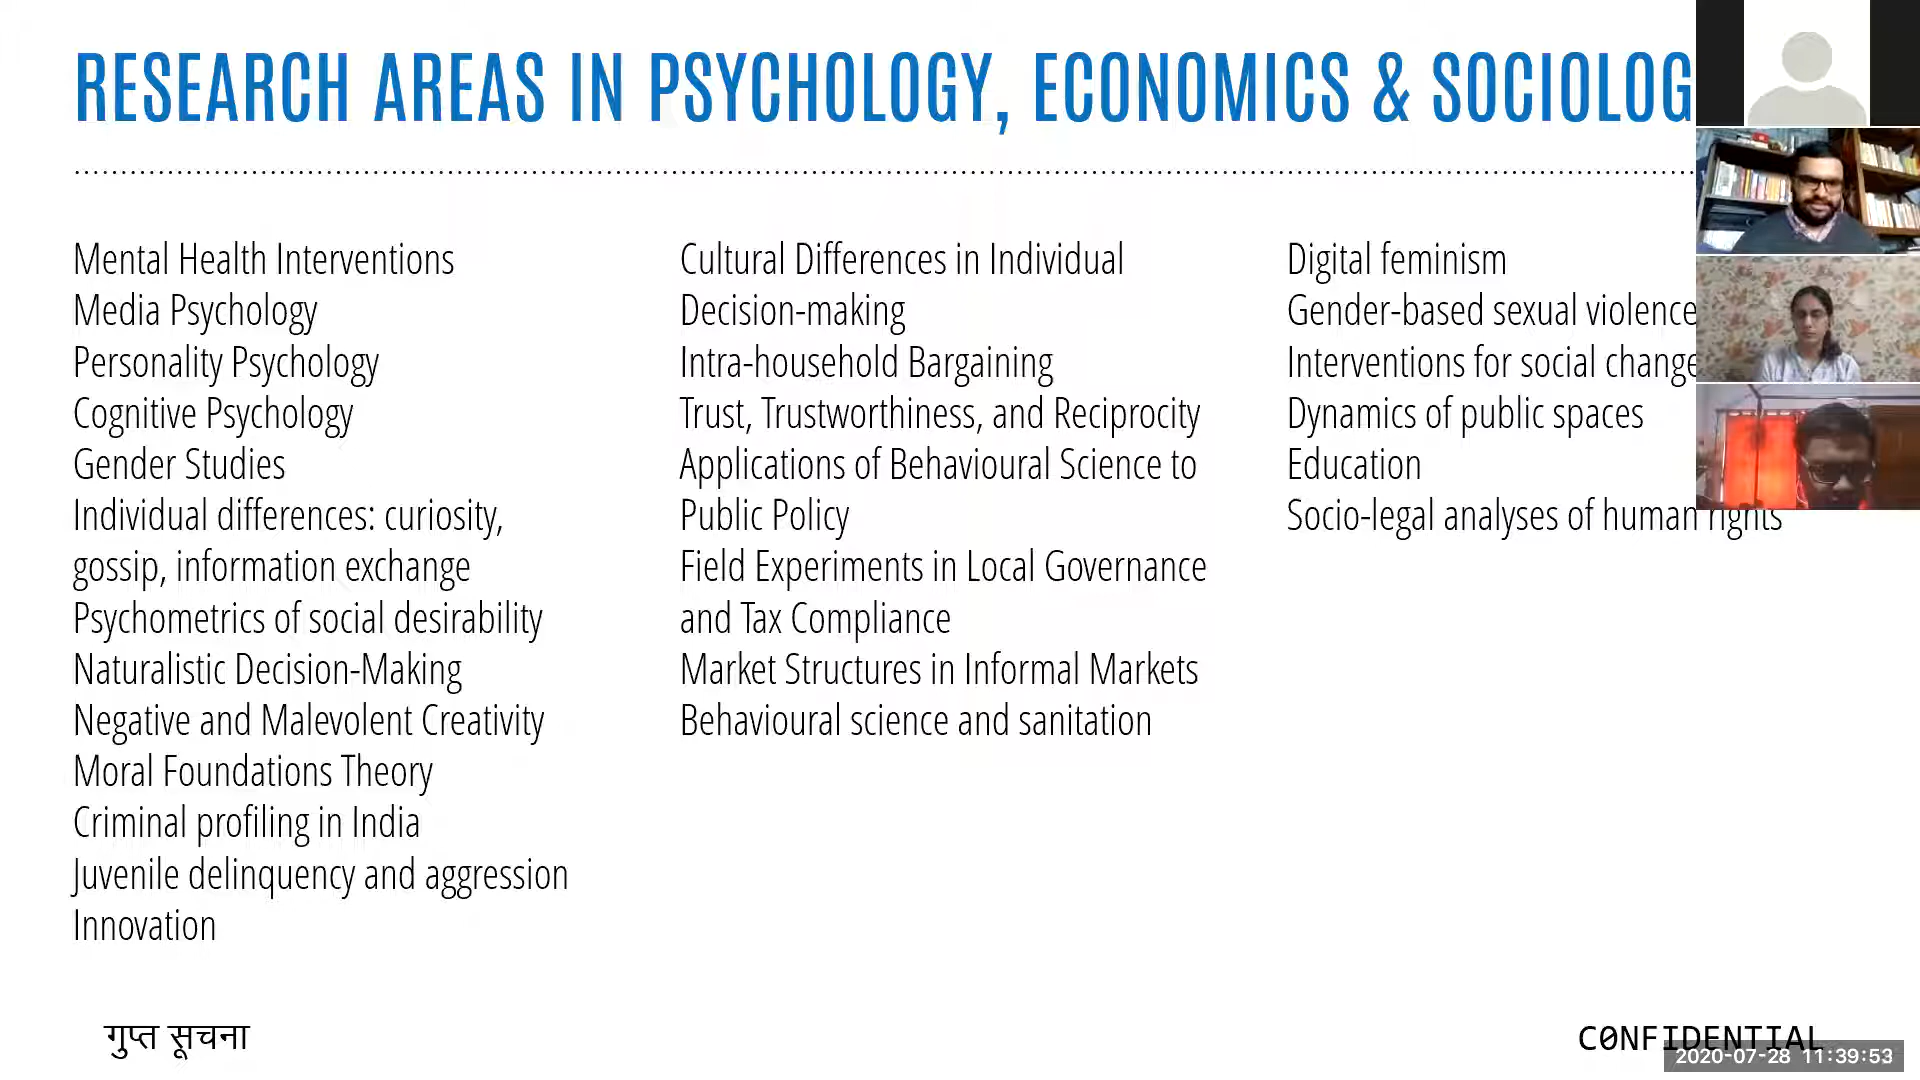 RESEARCH AREAS IN PSYCHOLOGY, ECONOMICS & SOCIOLOG
Mental Health Interventions
Media Psychology
Personality Psychology
Cognitive Psychology
Gender Studies
Individual differences: curiosity,
gossip, information exchange
Psychometrics of social desirability
Naturalistic Decision-Making
Negative and Malevolent Creativity
Moral Foundations Theory
Criminal profiling in India
Juvenile delinquency and aggression
Innovation
Cultural Differences in Individual
Decision-making
Intra-household Bargaining
Trust, Trustworthiness, and Reciprocity
Applications of Behavioural Science to
Public Policy
Field Experiments in Local Governance
and Tax Compliance
Market Structures in Informal Markets
Behavioural science and sanitation
Digital feminism
Gender-based sexual violence
Interventions for social change
Dynamics of public spaces
Education
Socio-legal analyses of human rights
गुप्त सूचना
CONFIDENTIAL
2020-07-28 11:39:53